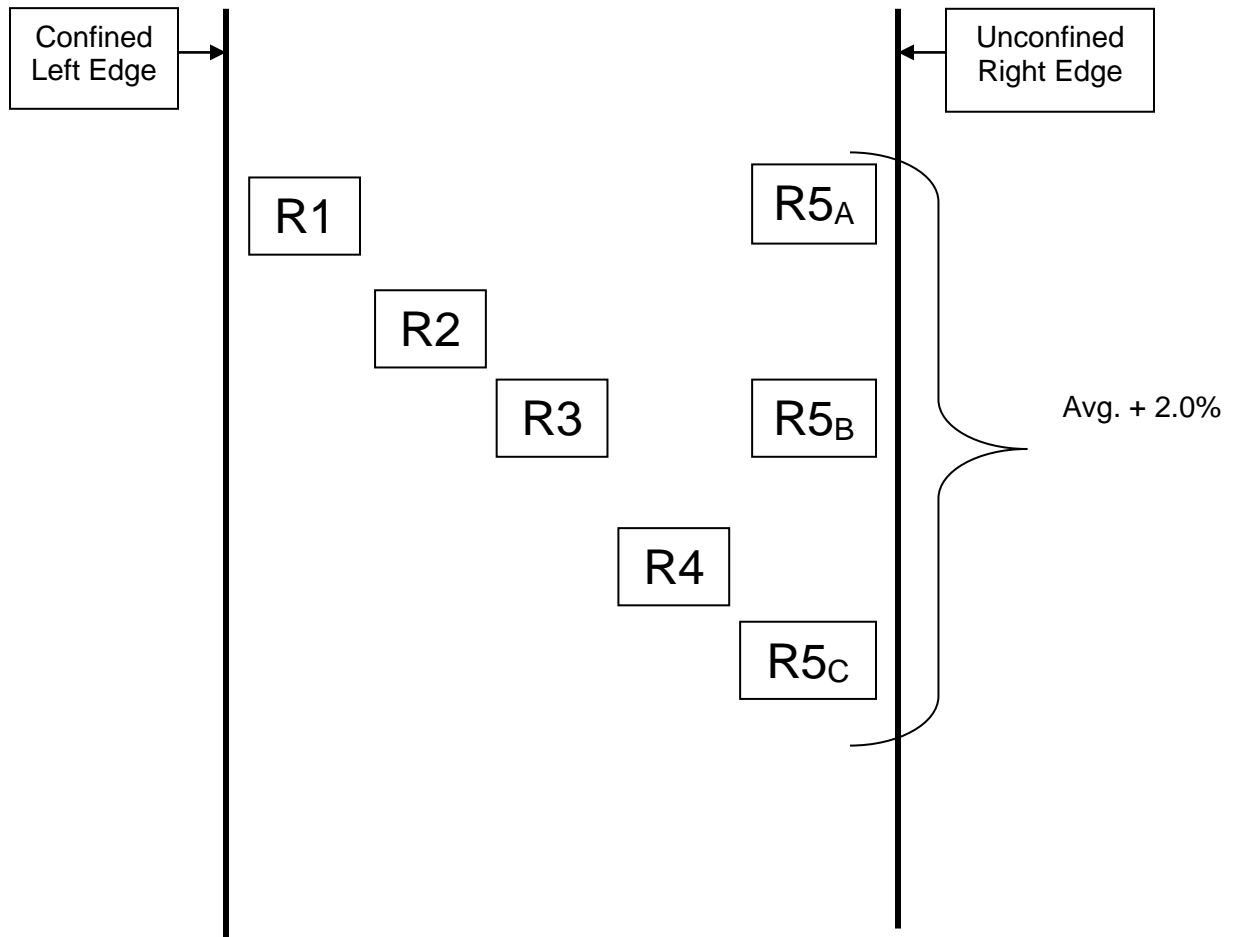 Confined
Left Edge
Unconfined
Right Edge
R1
R5A
R2
R3
R5B
Avg. + 2.0%
R4
R5C